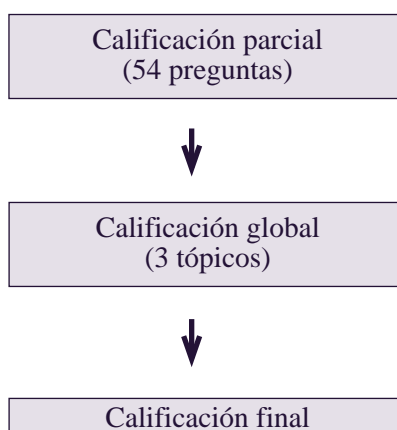 Calificación parcial
(54 preguntas)
Calificación global
(3 tópicos)
Calificación final